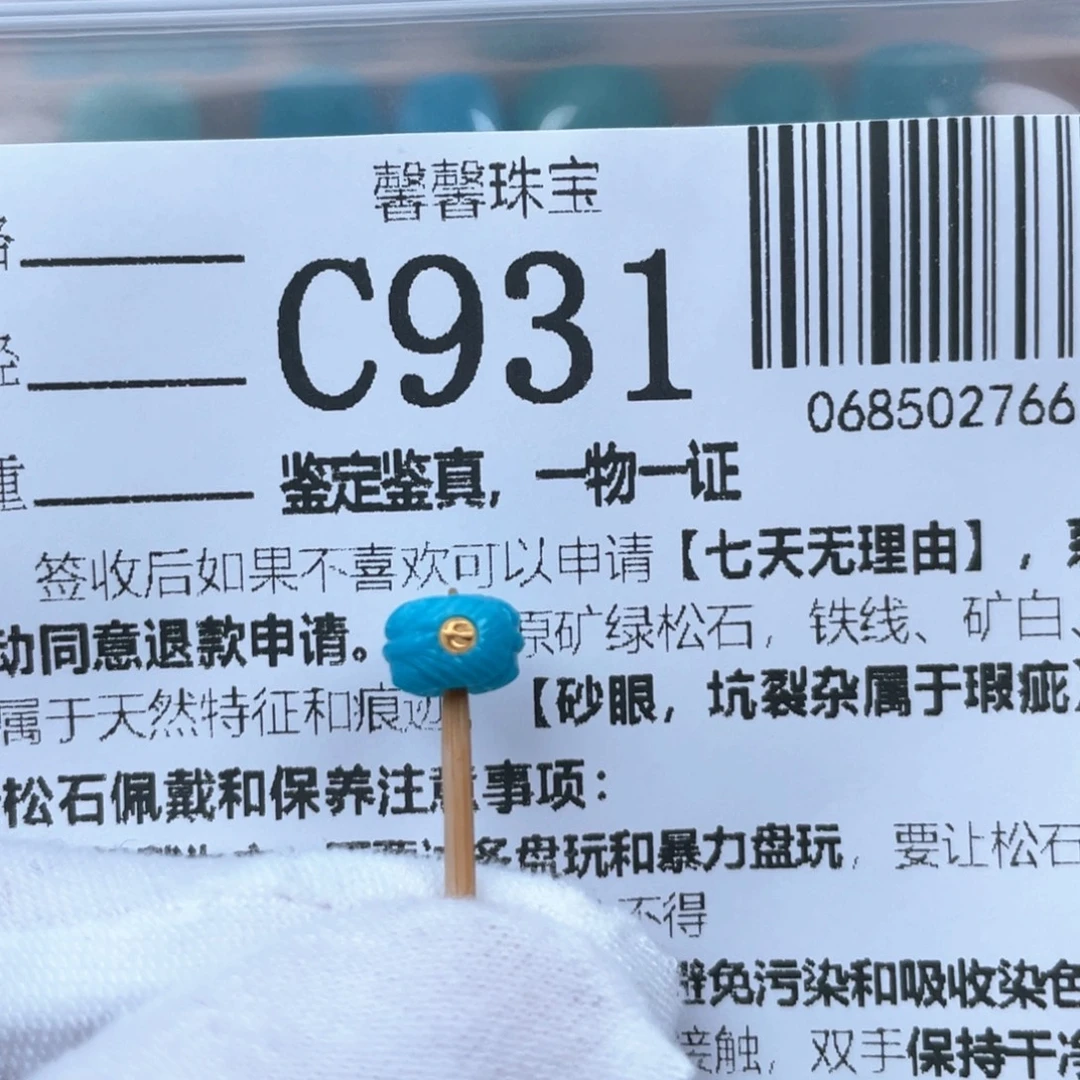 馨馨珠宝
C931
068502766
重
鉴定鉴真，一物一证
签收后如果不喜欢可以申请【七天无理由】，
动同意退款申请。原矿绿松石，铁线、矿白、
属于天然特征和痕迹【砂眼，坑裂杂属于瑕疵】
松石佩戴和保养注意事项：
多盘玩和暴力盘玩，要让松石
不得
避免污染和吸收染色
接触，双手保持干净